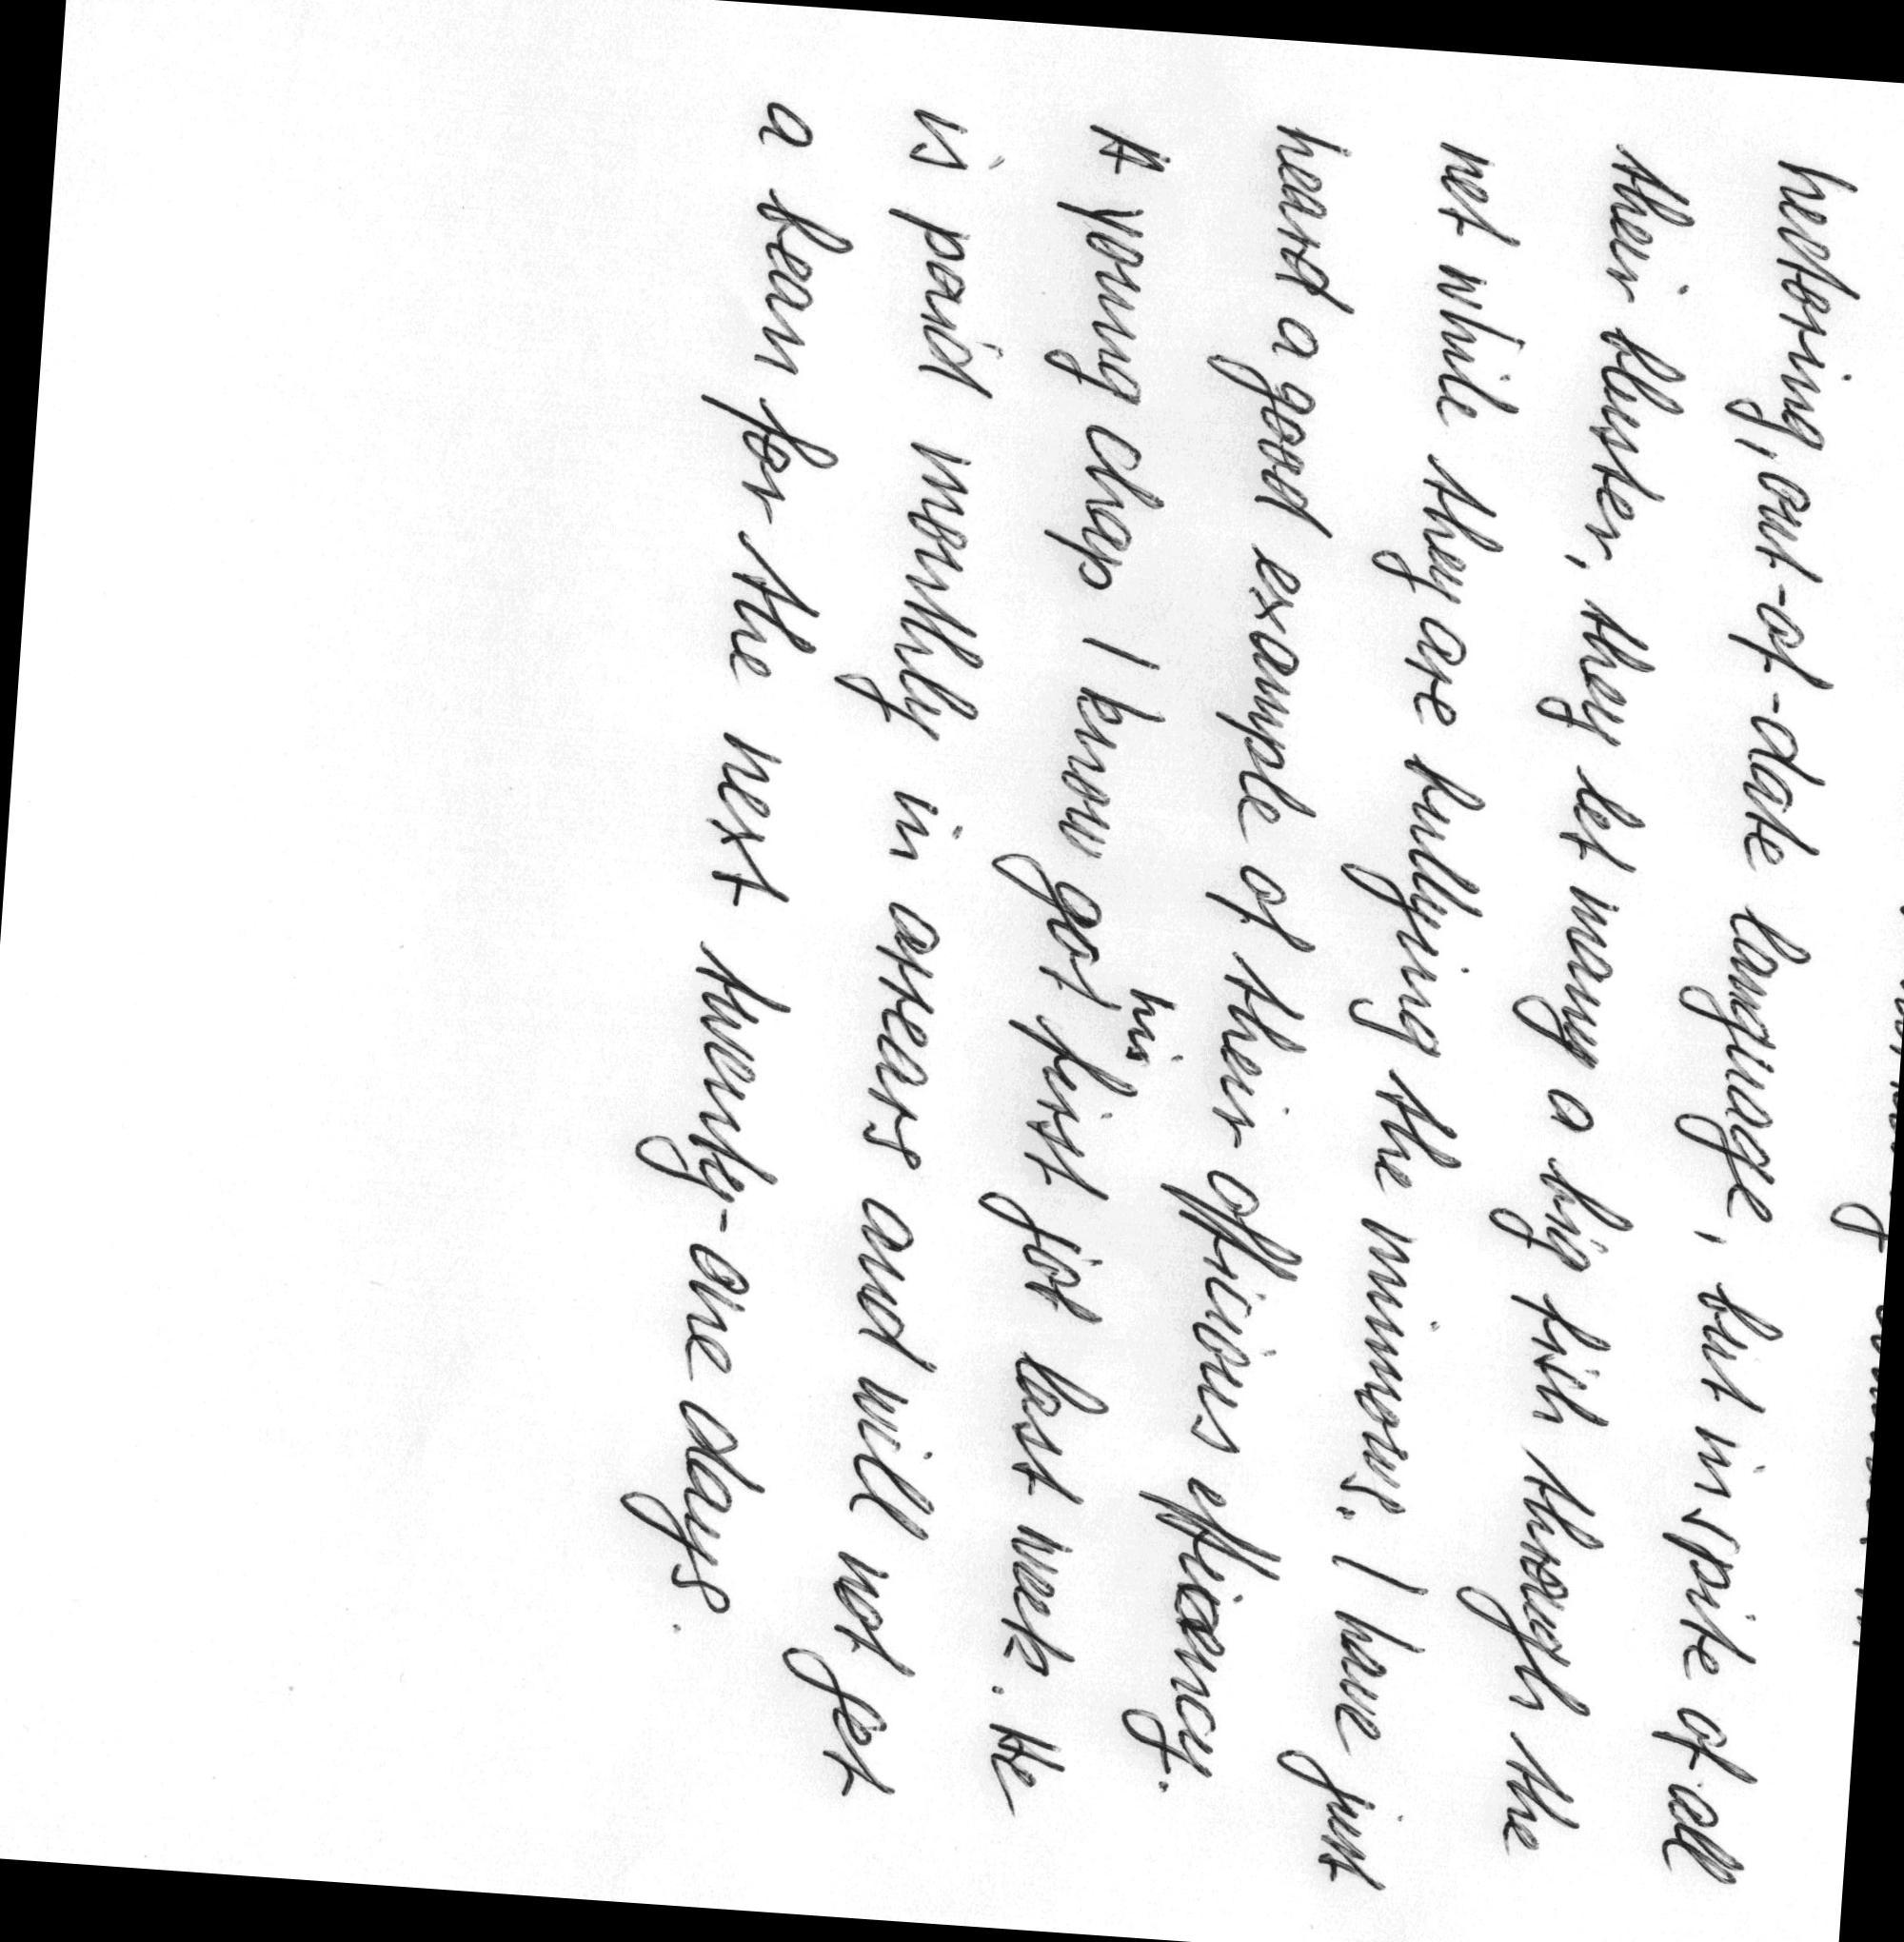 hectoring, out-of-date language, but in spite of all
their bluster, they let many a big fish through the
net while they are bullying the minnows. I have just
heard a good example of their officious efficiency.
A young chap I know got his first job last week. He
is paid monthly in arrears and will not get
a bean for the next twenty-one days.